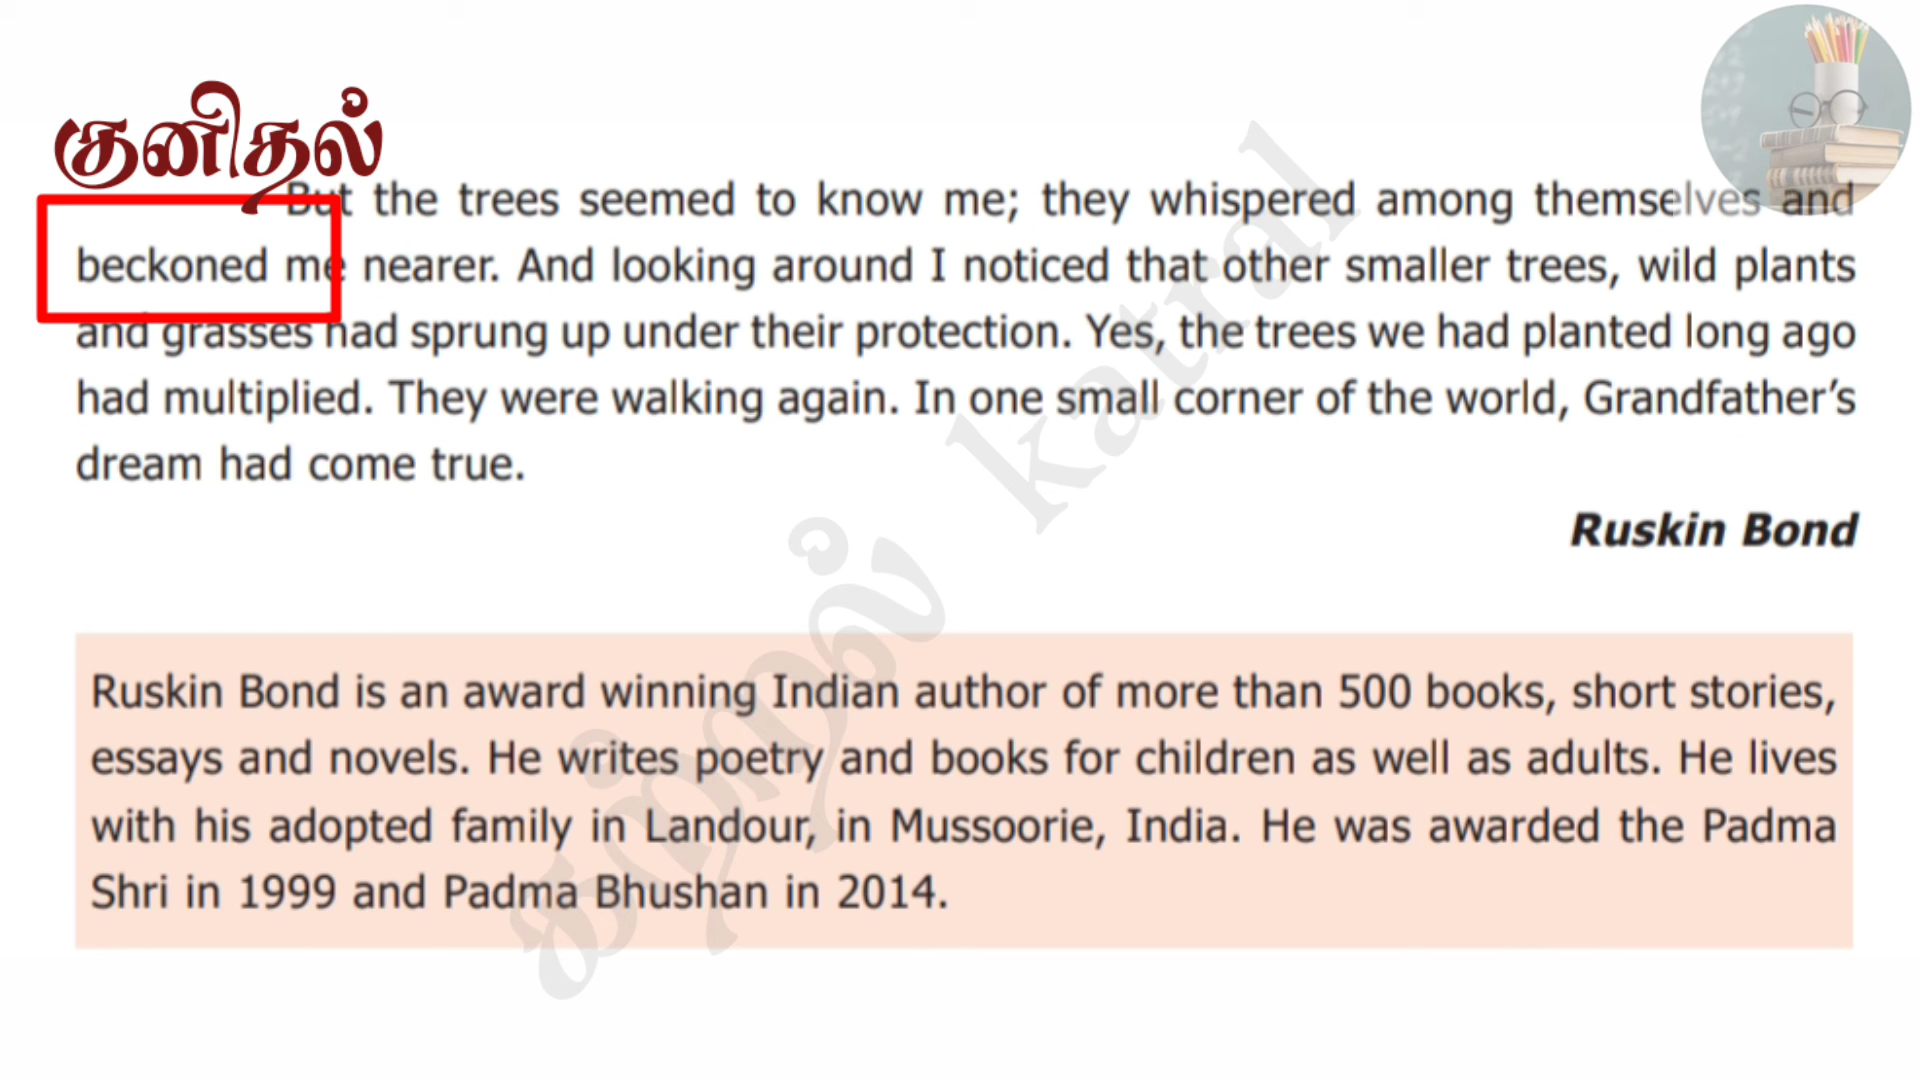 குனிதல்
But the trees seemed to know me; they whispered among themselves and
beckoned me nearer. And looking around I noticed that other smaller trees, wild plants
and grasses had sprung up under their protection. Yes, the trees we had planted long ago
had multiplied. They were walking again. In one small corner of the world, Grandfather’s
dream had come true.
Ruskin Bond
Ruskin Bond is an award winning Indian author of more than 500 books, short stories,
essays and novels. He writes poetry and books for children as well as adults. He lives
with his adopted family in Landour, in Mussoorie, India. He was awarded the Padma
Shri in 1999 and Padma Bhushan in 2014.
கற்றல் katral